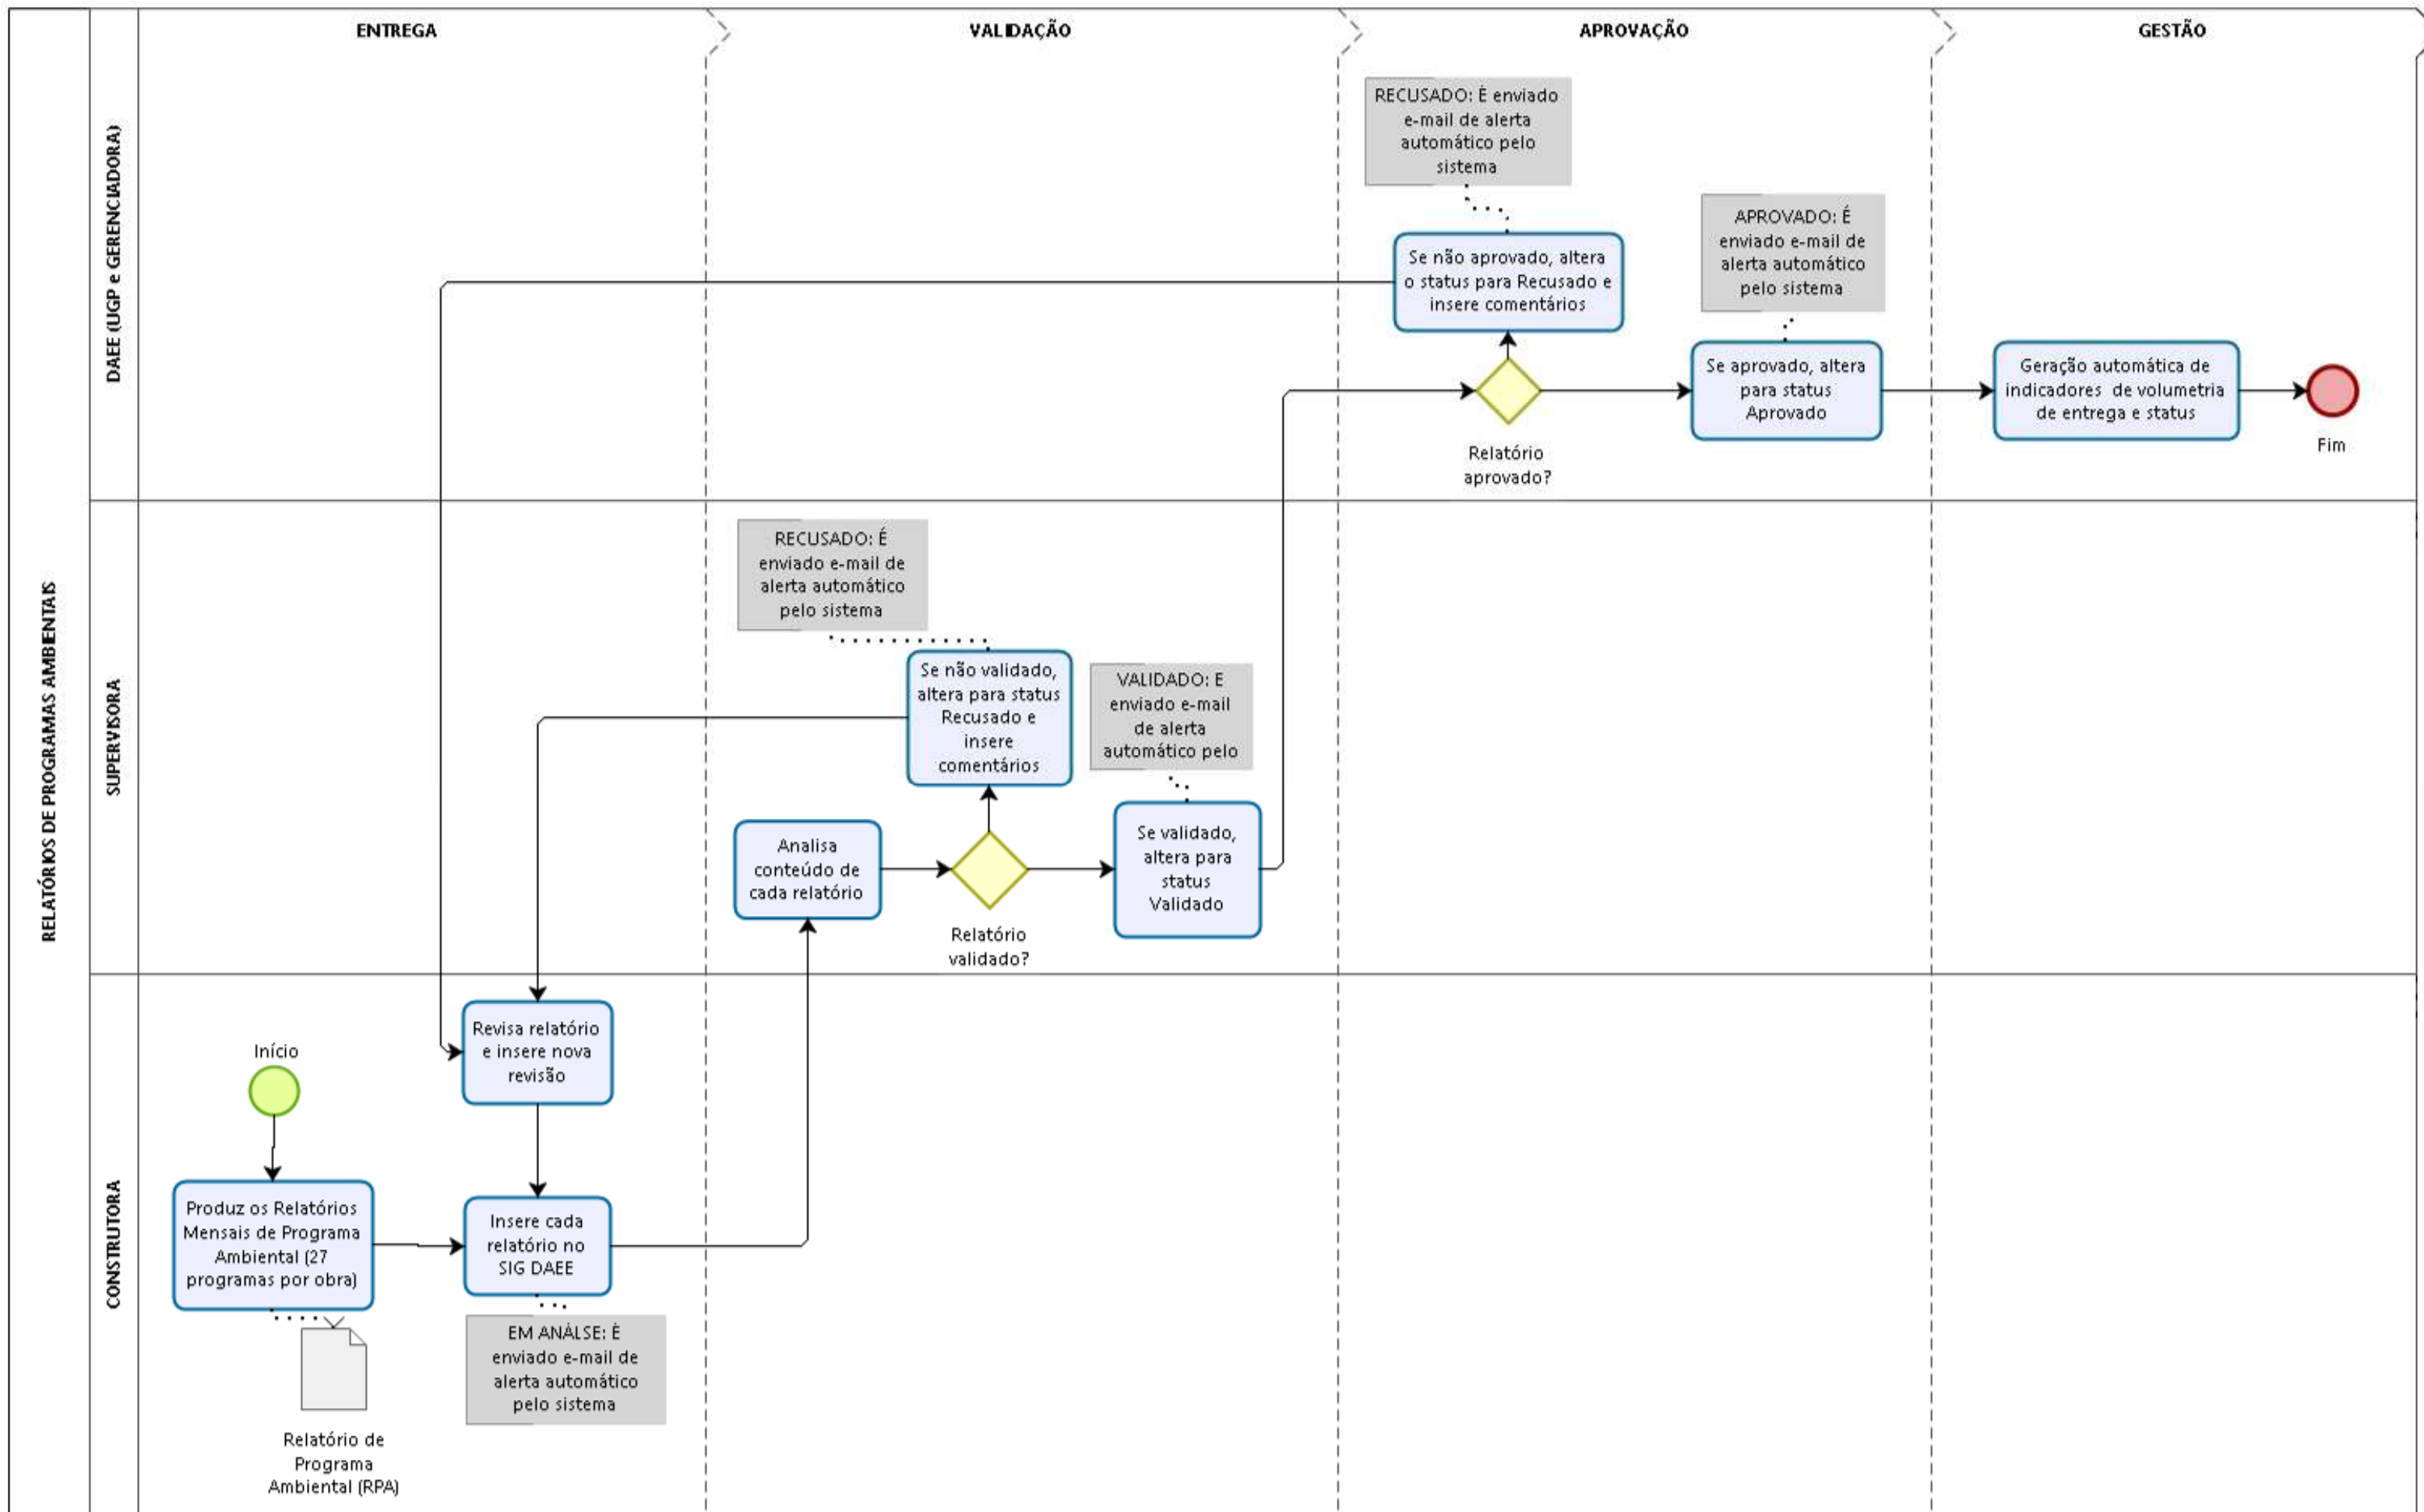 ENTREGA
VALIDAÇÃO
APROVAÇÃO
GESTÃO
RELATÓRIOS DE PROGRAMAS AMBIENTAIS
DAEE (UGP e GERENCIADORA)
RECUSADO: É enviado
e-mail de alerta
automático pelo
sistema
Se não aprovado, altera
o status para Recusado e
insere comentários
Relatório
aprovado?
APROVADO: É
enviado e-mail de
alerta automático
pelo sistema
Se aprovado, altera
para status
Aprovado
Geração automática de
indicadores de volumetria
de entrega e status
Fim
SUPERVISORA
RECUSADO: É
enviado e-mail de
alerta automático
pelo sistema
Se não validado,
altera para status
Recusado e
insere
comentários
VALIDADO: E
enviado e-mail
de alerta
automático pelo
Analisa
conteúdo de
cada relatório
Relatório
validado?
Se validado,
altera para
status
Validado
CONSTRUTORA
Início
Revisa relatório
e insere nova
revisão
Produz os Relatórios
Mensais de Programa
Ambiental (27
programas por obra)
Insere cada
relatório no
SIG DAEE
EM ANÁLSE: É
enviado e-mail de
alerta automático
pelo sistema
Relatório de
Programa
Ambiental (RPA)